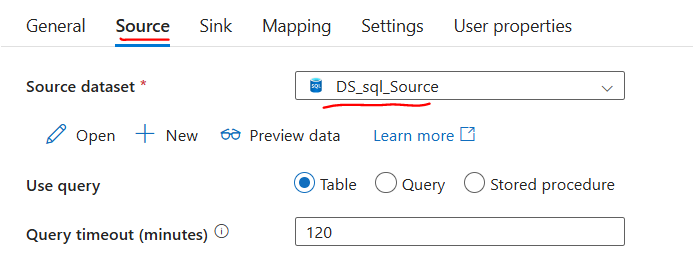 General Source Sink Mapping Settings User properties
Source dataset * SQL DS_sql_Source
Open New Preview data Learn more
Use query Table Query Stored procedure
Query timeout (minutes) 120